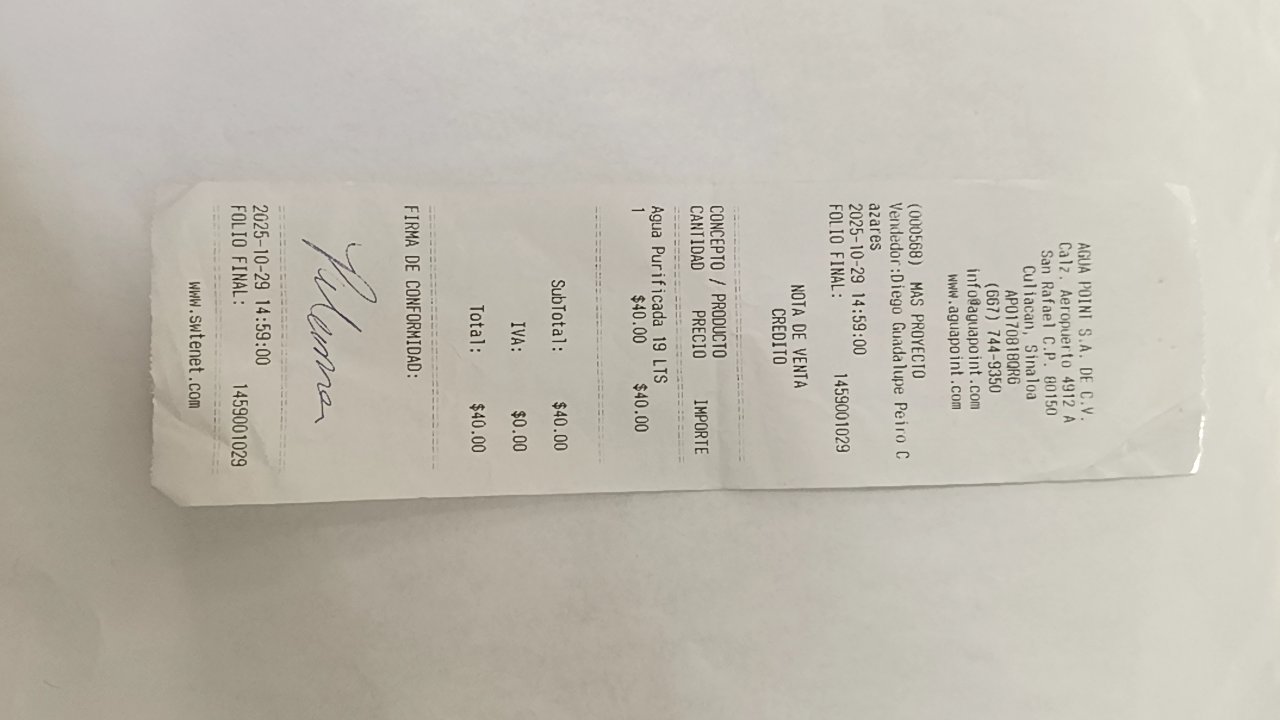 AGUA POINT S.A. DE C.V.
Calz. Aeropuerto 4912 A
San Rafael C.P. 80150
Culiacan, Sinaloa
APO170818QR6
(667) 744-9350
info@aguapoint.com
www.aguapoint.com
(000568) MAS PROYECTO
Vendedor:Diego Guadalupe Peiro C
azares
2025-10-29 14:59:00
FOLIO FINAL: 1459001029
NOTA DE VENTA
CREDITO
CONCEPTO / PRODUCTO
CANTIDAD PRECIO IMPORTE
Agua Purificada 19 LTS
1 $40.00 $40.00
SubTotal: $40.00
IVA: $0.00
Total: $40.00
FIRMA DE CONFORMIDAD:
2025-10-29 14:59:00
FOLIO FINAL: 1459001029
www.switenet.com